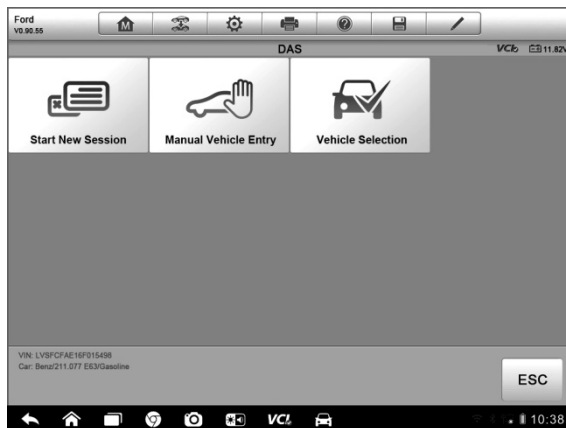 Ford
V0.90.55
M
DAS
VCI
11.82V
Start New Session
Manual Vehicle Entry
Vehicle Selection
VIN: LVSFCFAE16F015498
Car: Benz/211.077 E63/Gasoline
ESC
VCI
10:38